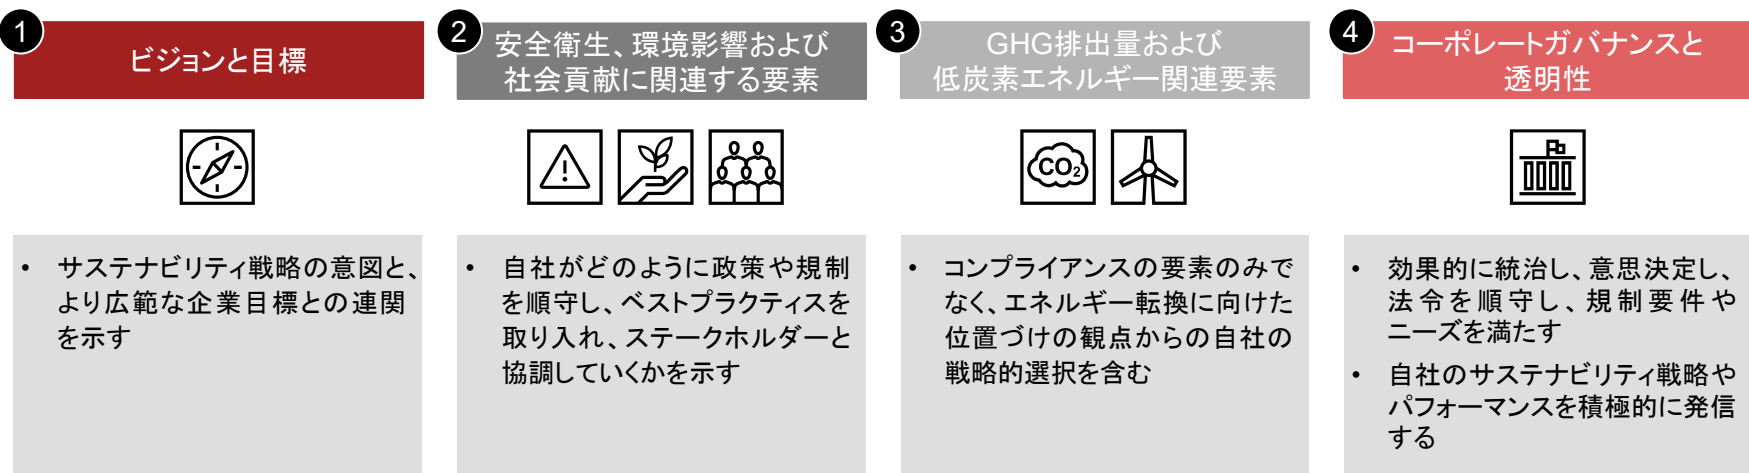 1
ビジョンと目標
サステナビリティ戦略の意図と、
より広範な企業目標との連関
を示す
2
安全衛生、環境影響および
社会貢献に関連する要素
• 自社がどのように政策や規制
を順守し、ベストプラクティスを
取り入れ、ステークホルダーと
協調していくかを示す
3
GHG排出量および
低炭素エネルギー関連要素
CO2
• コンプライアンスの要素のみで
なく、エネルギー転換に向けた
位置づけの観点からの自社の
戦略的選択を含む
4
コーポレートガバナンスと
透明性
• 効果的に統治し、意思決定し、
法令を順守し、規制要件や
ニーズを満たす
• 自社のサステナビリティ戦略や
パフォーマンスを積極的に発信
する